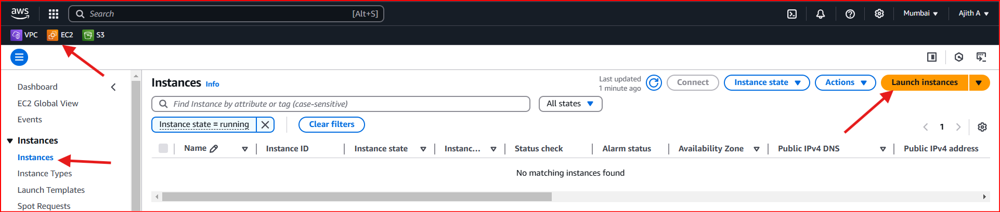 aws Search [Alt+S] Mumbai Ajith A
VPC EC2 S3
Dashboard
EC2 Global View
Events
Instances
Instances
Instance Types
Launch Templates
Spot Requests
Instances Info
Last updated
1 minute ago
Connect Instance state Actions Launch instances
Find Instance by attribute or tag (case-sensitive) All states
Instance state = running Clear filters
1
Name Instance ID Instance state Instanc... Status check Alarm status Availability Zone Public IPv4 DNS Public IPv4 address
No matching instances found